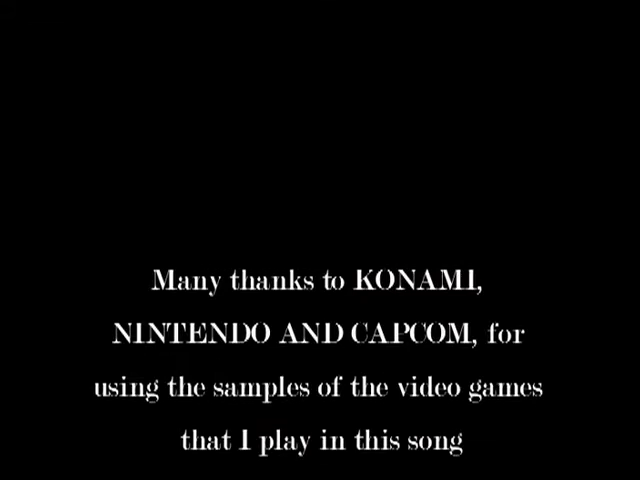 Many thanks to KONAMI,
NINTENDO AND CAPCOM, for
using the samples of the video games
that I play in this song